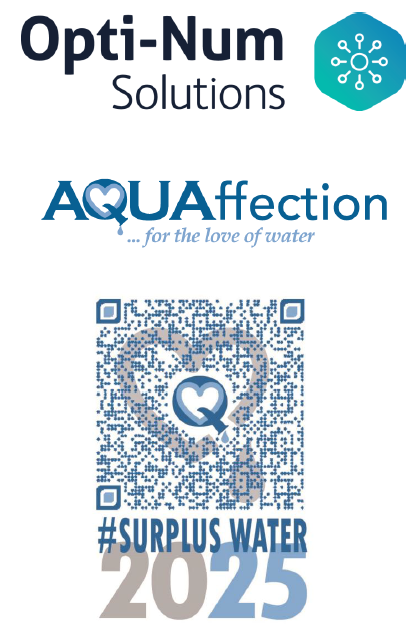 Opti-Num
Solutions
AQUAffection
... for the love of water
#SURPLUS WATER
2025